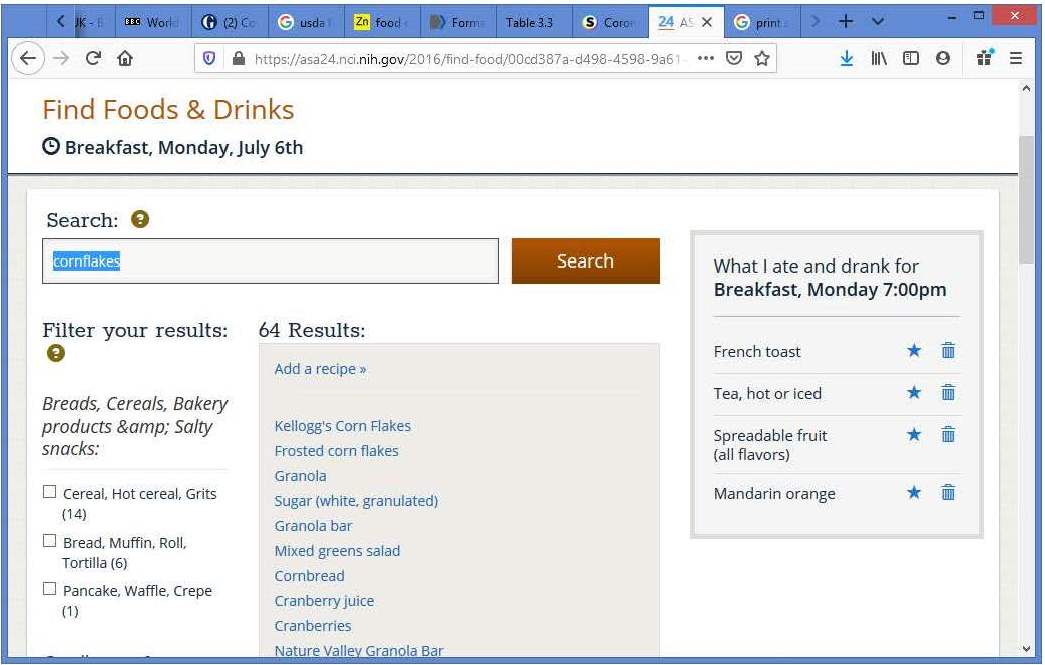 JK - B
BBC World
(2) Co
usda
Zn food
Forma
Table 3.3
S Coron
24 AS
print
https://asa24.nci.nih.gov/2016/find-food/00cd387a-d498-4598-9a61-
Find Foods & Drinks
Breakfast, Monday, July 6th
Search: ?
cornflakes
Search
Filter your results:
?
Breads, Cereals, Bakery
products &amp; Salty
snacks:
Cereal, Hot cereal, Grits
(14)
Bread, Muffin, Roll,
Tortilla (6)
Pancake, Waffle, Crepe
(1)
64 Results:
Add a recipe »
Kellogg's Corn Flakes
Frosted corn flakes
Granola
Sugar (white, granulated)
Granola bar
Mixed greens salad
Cornbread
Cranberry juice
Cranberries
Nature Valley Granola Bar
What I ate and drank for
Breakfast, Monday 7:00pm
French toast
Tea, hot or iced
Spreadable fruit
(all flavors)
Mandarin orange